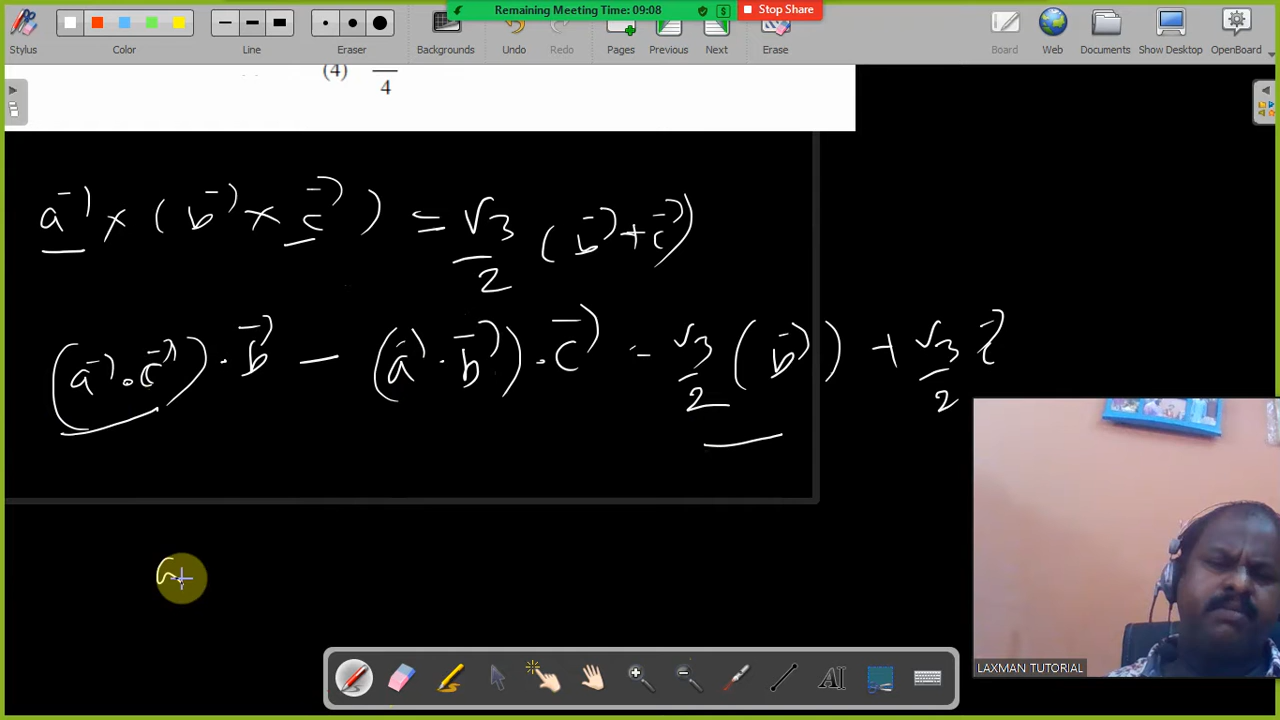 Remaining Meeting Time: 09:08 $ Stop Share
Stylus Color Line Eraser Backgrounds Undo Redo Pages Previous Next Erase Board Web Documents Show Desktop OpenBoard
(4) — 4
a⃗ × (b⃗ × c⃗) = √3/2 (b⃗ + c⃗)
(a⃗ · c⃗) · b⃗ — (a⃗ · b⃗) · c⃗ = √3/2 (b⃗) + √3/2 c⃗
LAXMAN TUTORIAL
AI